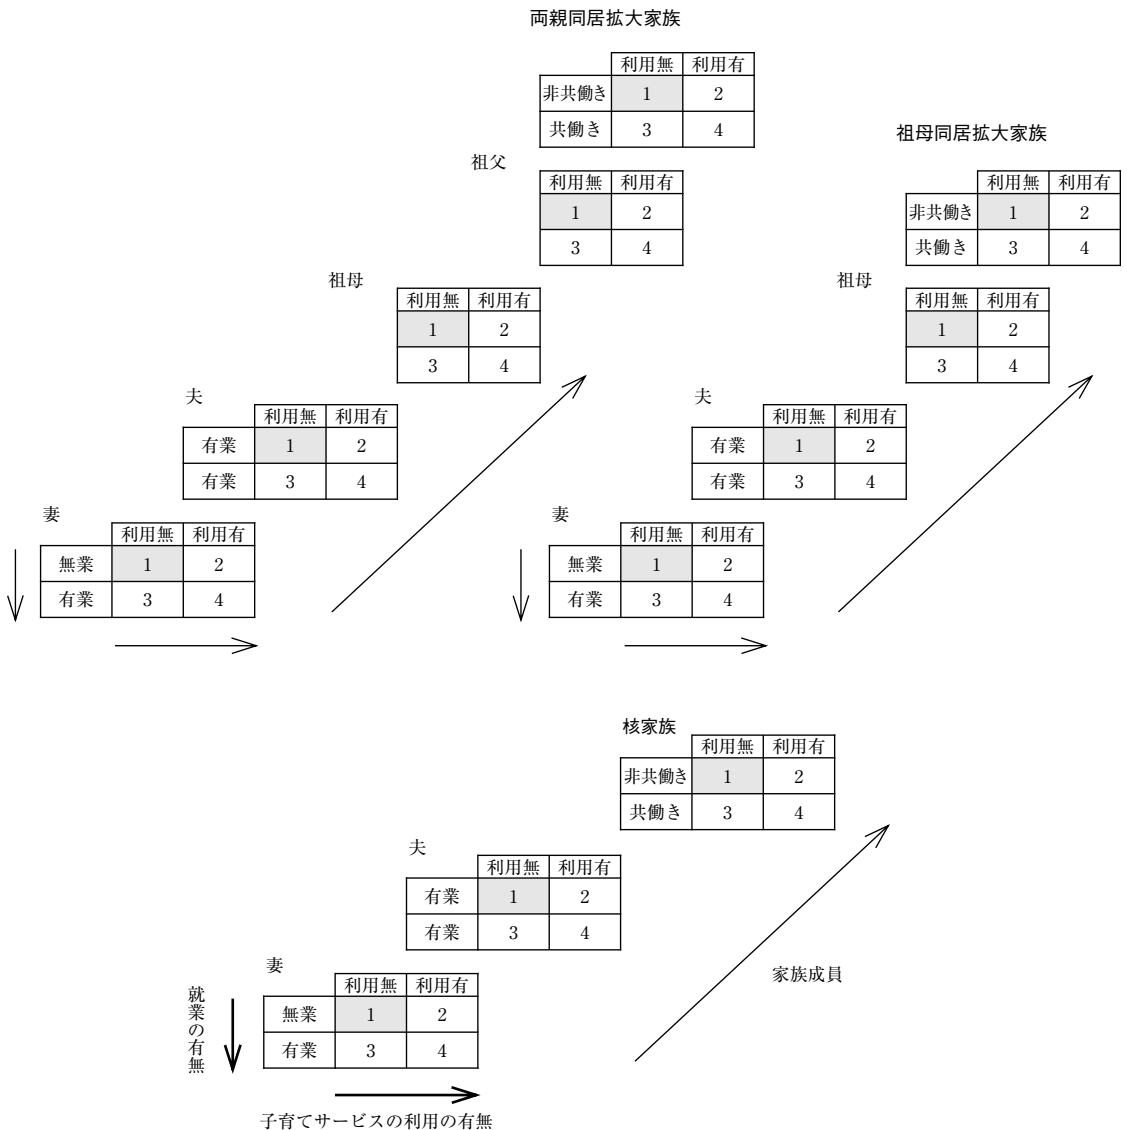 両親同居拡大家族
利用無 利用有
非共働き 1 2
共働き 3 4
祖父
利用無 利用有
1 2
3 4
祖母
利用無 利用有
1 2
3 4
夫
利用無 利用有
有業 1 2
有業 3 4
妻
利用無 利用有
無業 1 2
有業 3 4
祖母同居拡大家族
利用無 利用有
非共働き 1 2
共働き 3 4
祖母
利用無 利用有
1 2
3 4
夫
利用無 利用有
有業 1 2
有業 3 4
妻
利用無 利用有
無業 1 2
有業 3 4
核家族
利用無 利用有
非共働き 1 2
共働き 3 4
夫
利用無 利用有
有業 1 2
有業 3 4
妻
利用無 利用有
無業 1 2
有業 3 4
家族成員
就業の有無
子育てサービスの利用の有無